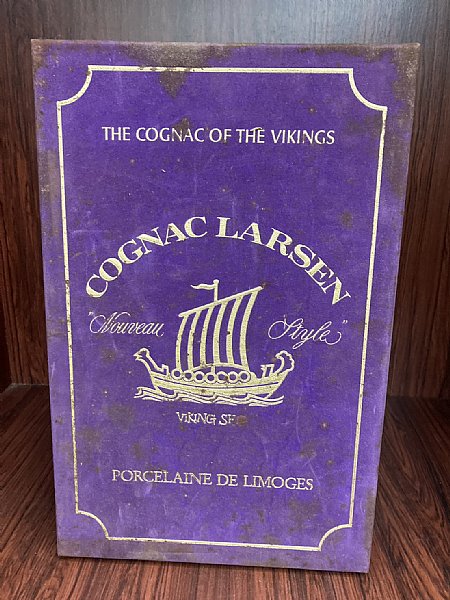 THE COGNAC OF THE VIKINGS
COGNAC LARSEN
"Nouveau Style"
VIKING
PORCELAINE DE LIMOGES